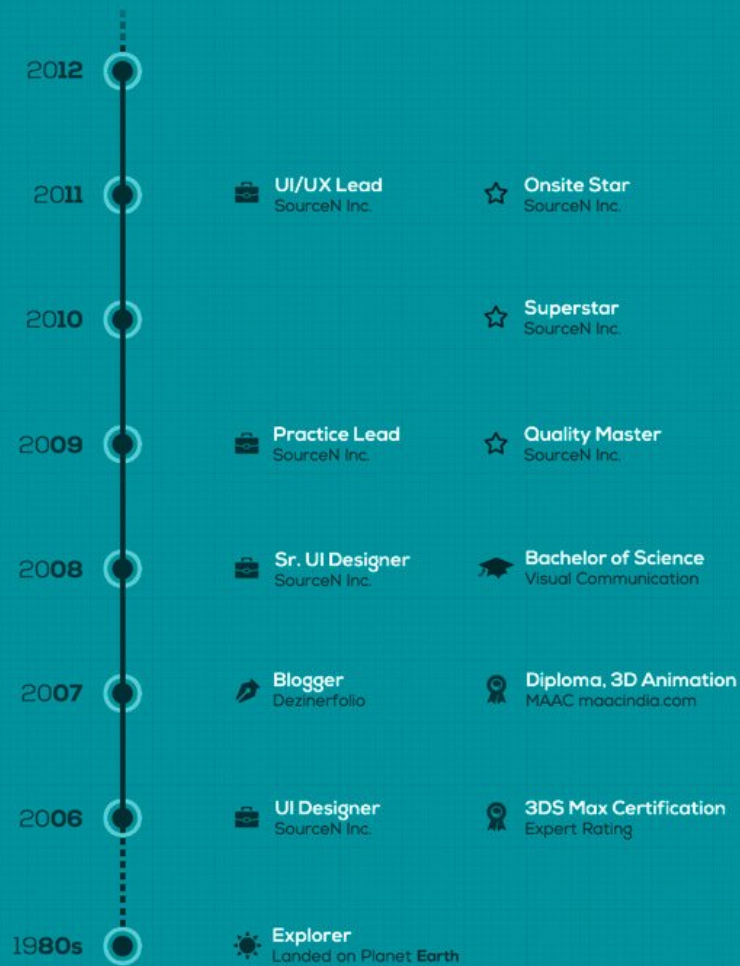 2012
2011
UI/UX Lead
SourceN Inc.
Onsite Star
SourceN Inc.
2010
Superstar
SourceN Inc.
2009
Practice Lead
SourceN Inc.
Quality Master
SourceN Inc.
2008
Sr. UI Designer
SourceN Inc.
Bachelor of Science
Visual Communication
2007
Blogger
Dezinerfolio
Diploma, 3D Animation
MAAC maacindia.com
2006
UI Designer
SourceN Inc.
3DS Max Certification
Expert Rating
1980s
Explorer
Landed on Planet Earth